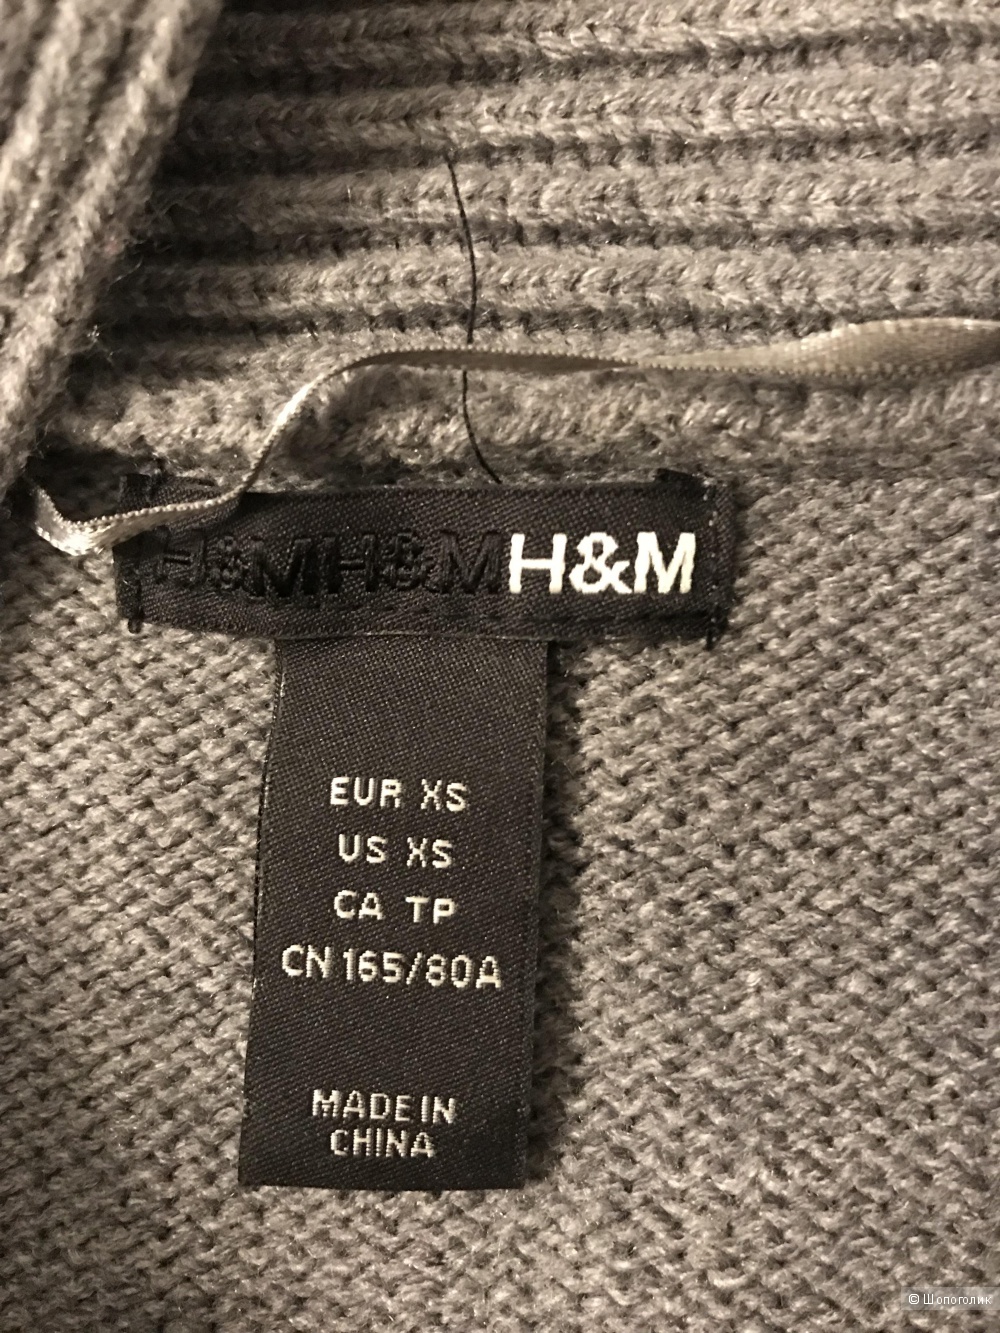 H&MH&MH&M
EUR XS
US XS
CA TP
CN 165/80A
MADE IN
CHINA
© Шопоголик